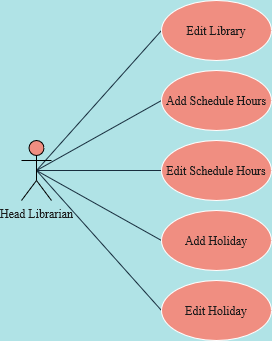 Edit Library
Add Schedule Hours
Edit Schedule Hours
Head Librarian
Add Holiday
Edit Holiday